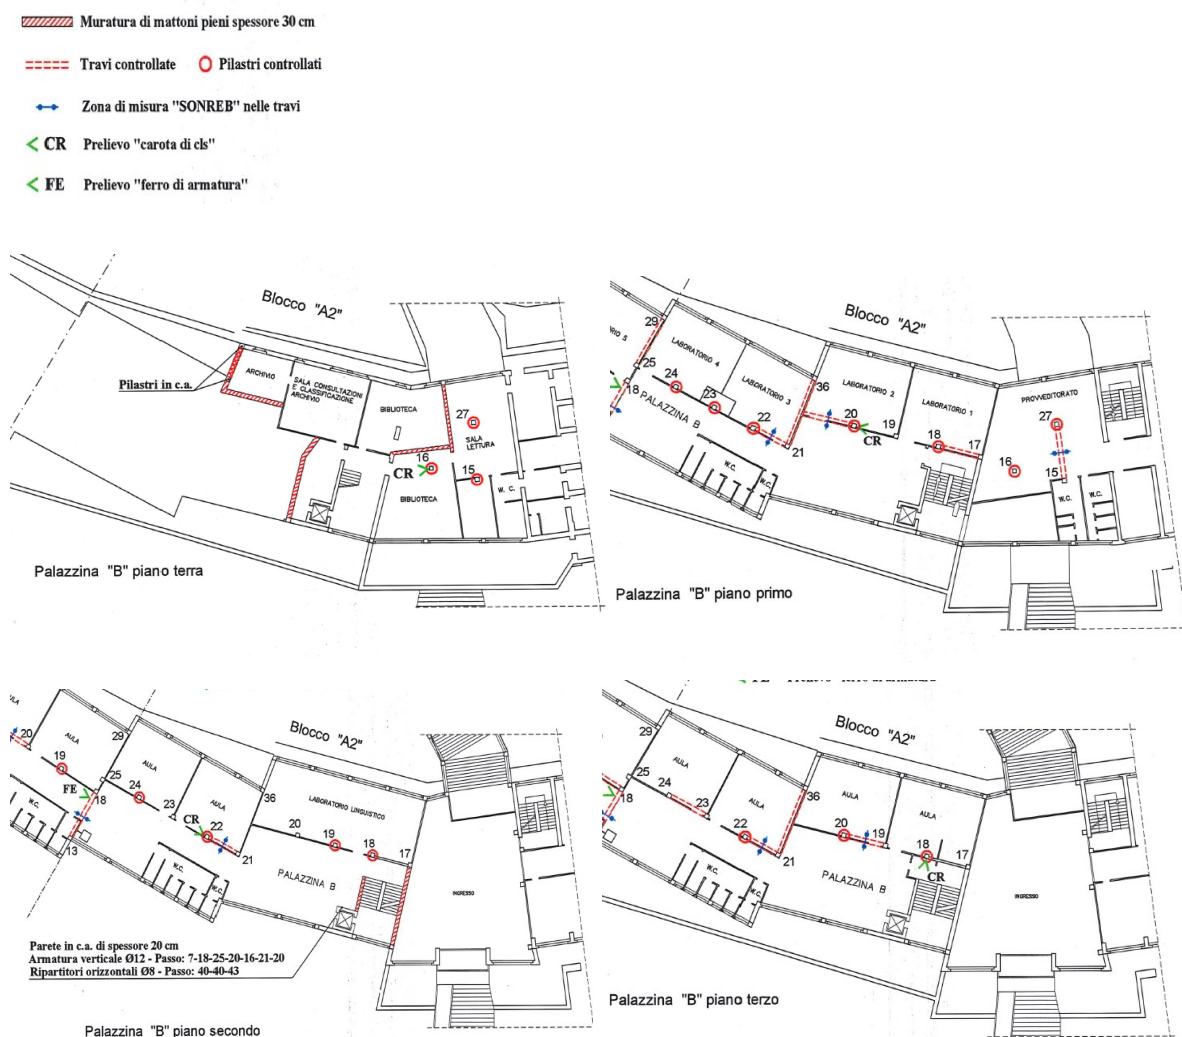 Muratura di mattoni pieni spessore 30 cm
Travi controllate
Pilastri controllati
Zona di misura "SONREB" nelle travi
CR Prelievo "carota di cls"
FE Prelievo "ferro di armatura"
Blocco "A2"
Pilastri in c.a.
ARCHIVIO
SALA CONSULTAZIONI
E CLASSIFICAZIONE
ARCHIVIO
BIBLIOTECA
27
SALA
LETTURA
16
CR
15
BIBLIOTECA
W. C.
Palazzina "B" piano terra
Blocco "A2"
29
LABORATORIO 4
25
24
18
PALAZZINA B
23
LABORATORIO 3
22
21
36
LABORATORIO 2
20
CR
19
LABORATORIO 1
18
17
PROVVEDITORATO
27
16
15
W.C.
W.C.
W.C.
W.C.
Palazzina "B" piano primo
Blocco "A2"
20
AULA
19
29
FE
18
25
24
AULA
23
AULA
CR
22
21
36
LABORATORIO LINGUISTICO
20
19
18
17
13
W.C.
W.C.
W.C.
PALAZZINA B
INGRESSO
Parete in c.a. di spessore 20 cm
Armatura verticale Ø12 - Passo: 7-18-25-20-16-21-20
Ripartitori orizzontali Ø8 - Passo: 40-40-43
Palazzina "B" piano secondo
Blocco "A2"
29
25
18
AULA
24
23
AULA
22
21
36
AULA
20
19
AULA
18
CR
17
W.C.
W.C.
PALAZZINA B
INGRESSO
Palazzina "B" piano terzo